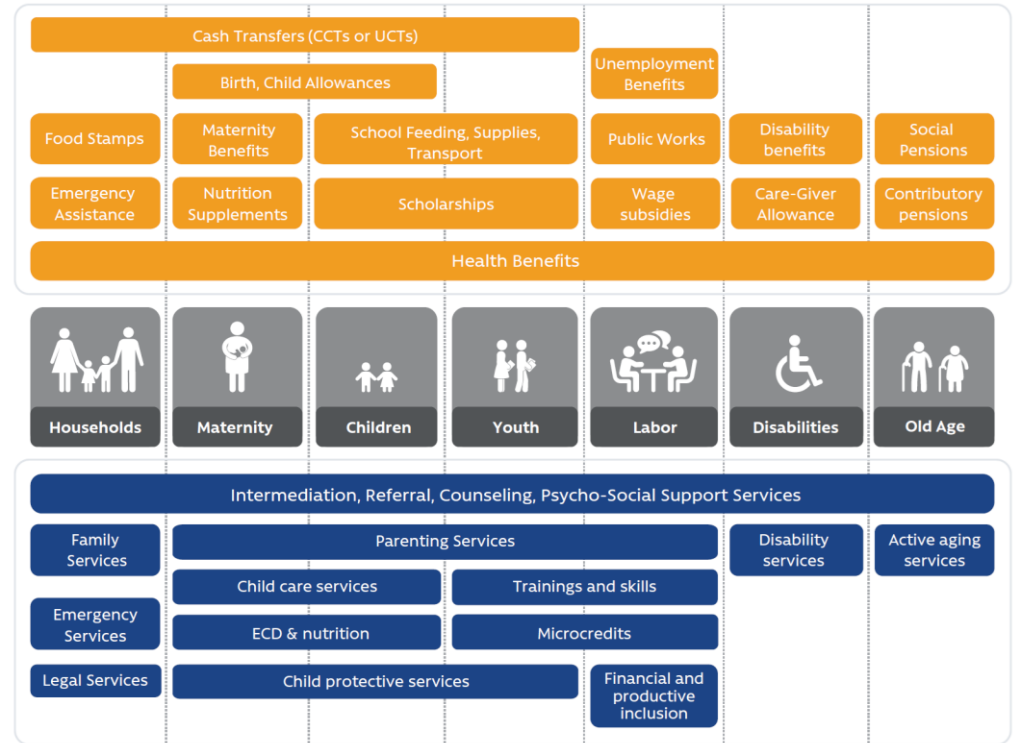 Cash Transfers (CCTs or UCTs)
Birth, Child Allowances
Unemployment
Benefits
Food Stamps
Maternity
Benefits
School Feeding, Supplies,
Transport
Public Works
Disability
benefits
Social
Pensions
Emergency
Assistance
Nutrition
Supplements
Scholarships
Wage
subsidies
Care-Giver
Allowance
Contributory
pensions
Health Benefits
Households
Maternity
Children
Youth
Labor
Disabilities
Old Age
Intermediation, Referral, Counseling, Psycho-Social Support Services
Family
Services
Parenting Services
Disability
services
Active aging
services
Child care services
Trainings and skills
Emergency
Services
ECD & nutrition
Microcredits
Legal Services
Child protective services
Financial and
productive
inclusion